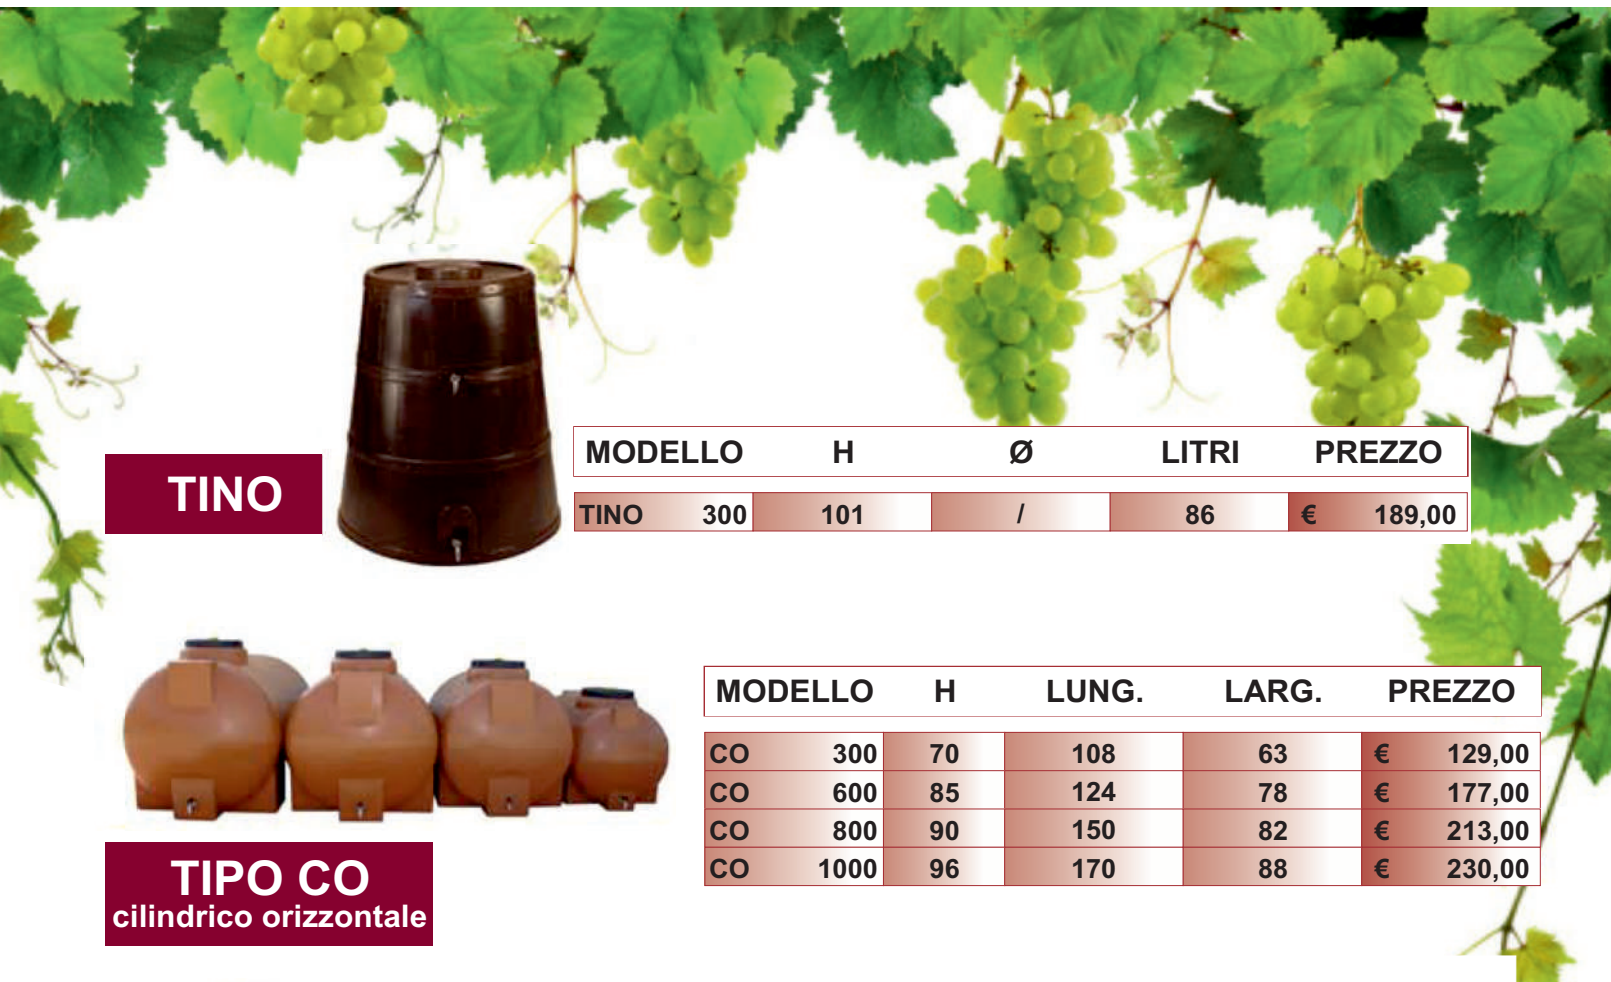 MODELLO H Ø LITRI PREZZO
TINO
TINO 300 101 / 86 € 189,00
MODELLO H LUNG. LARG. PREZZO
CO 300 70 108 63 € 129,00
CO 600 85 124 78 € 177,00
CO 800 90 150 82 € 213,00
CO 1000 96 170 88 € 230,00
TIPO CO
cilindrico orizzontale